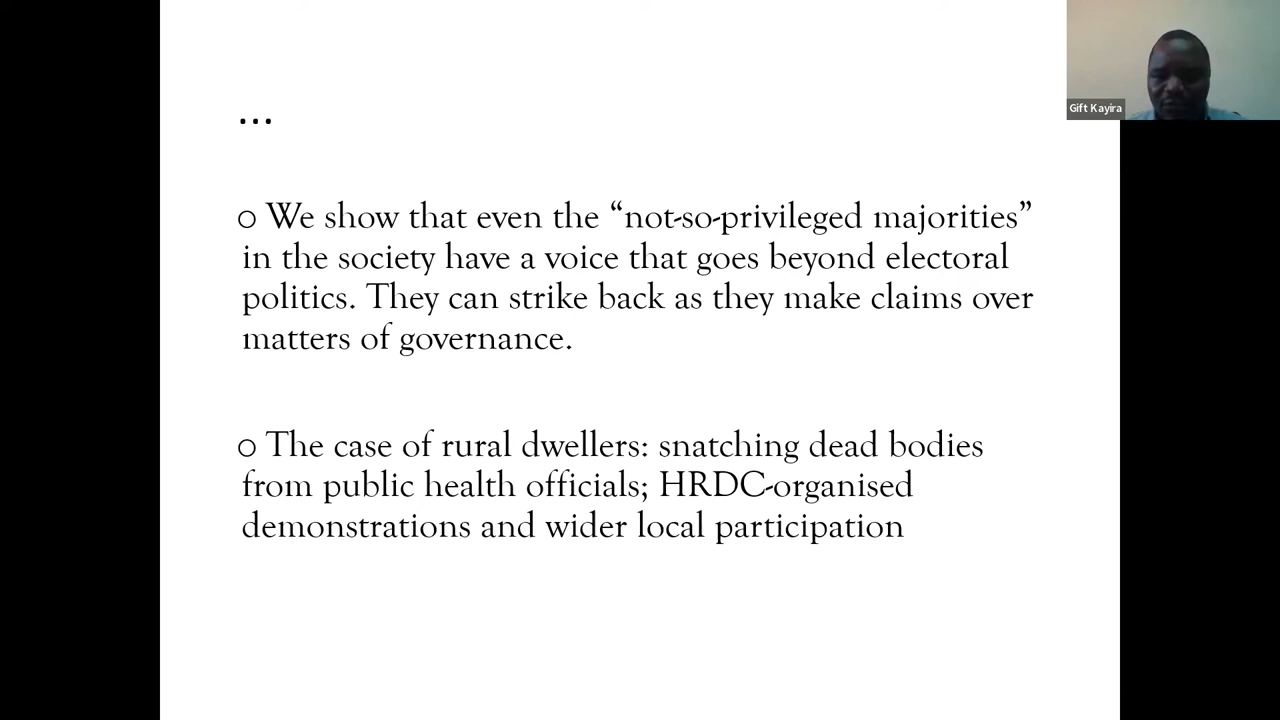 ...
Gift Kayira
○ We show that even the “not-so-privileged majorities”
in the society have a voice that goes beyond electoral
politics. They can strike back as they make claims over
matters of governance.
○ The case of rural dwellers: snatching dead bodies
from public health officials; HRDC-organised
demonstrations and wider local participation